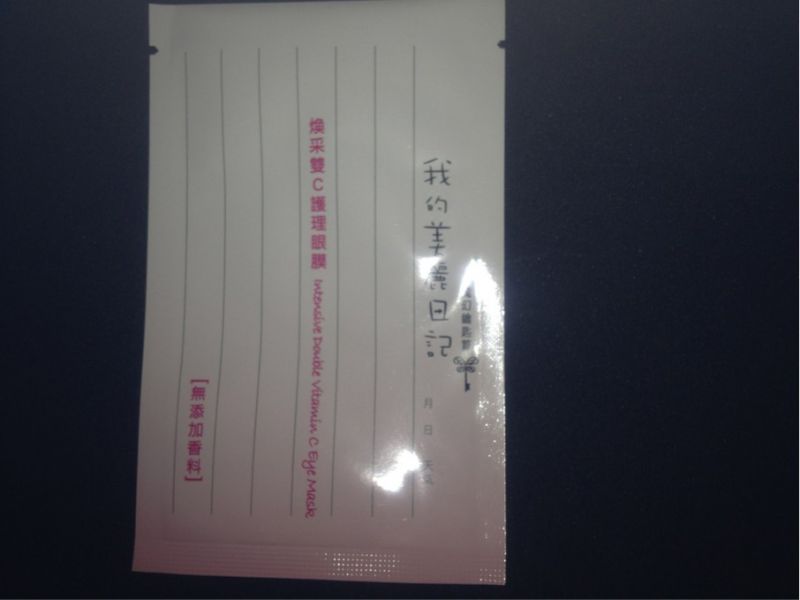 我的美麗日記
月 日 天氣
煥采雙C護理眼膜 Intensive Double Vitamin C Eye Mask
[無添加香料]